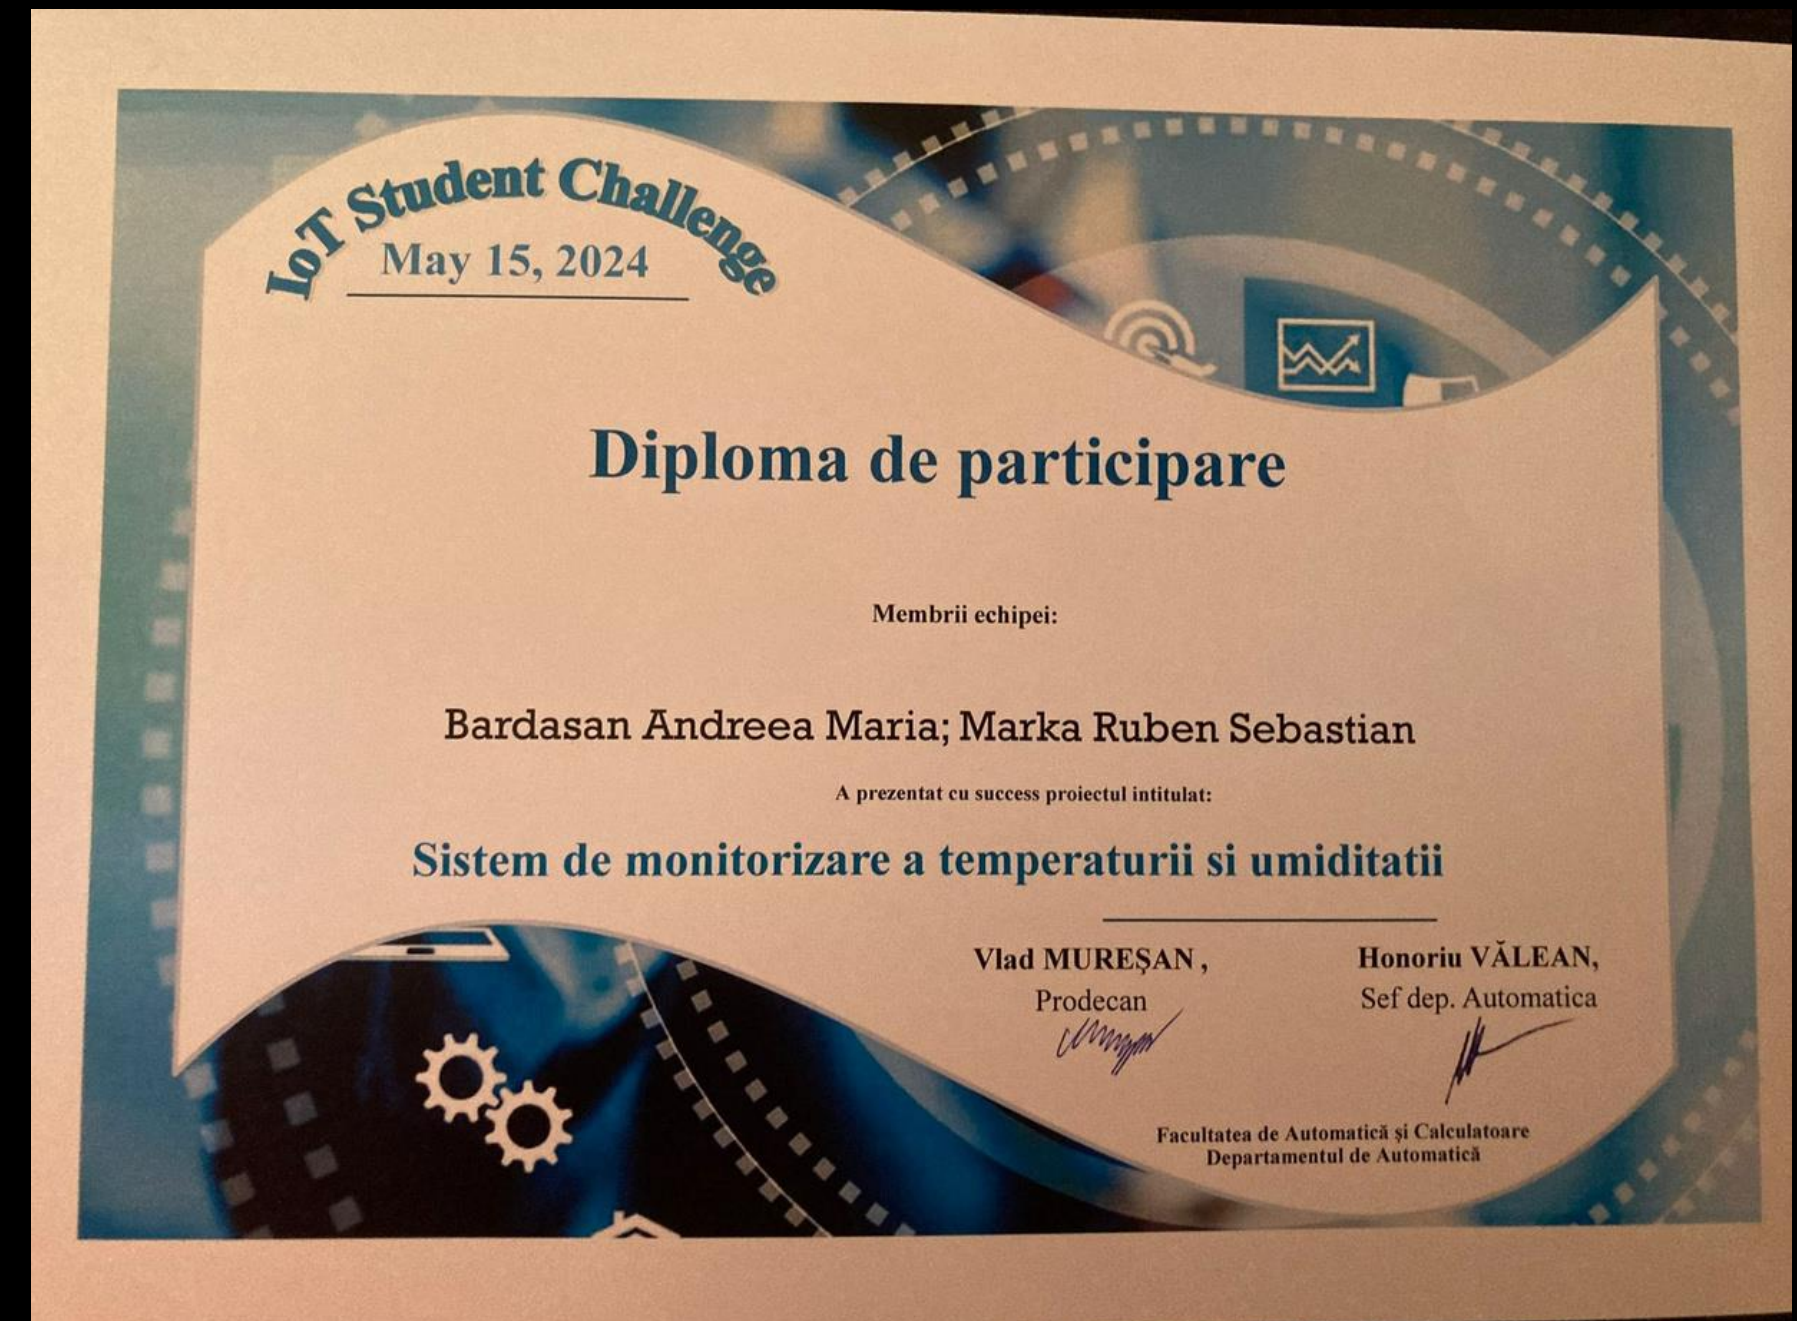 IoT Student Challenge
May 15, 2024
Diploma de participare
Membrii echipei:
Bardasan Andreea Maria; Marka Ruben Sebastian
A prezentat cu success proiectul intitulat:
Sistem de monitorizare a temperaturii si umiditatii
Vlad MUREŞAN,
Prodecan
Honoriu VĂLEAN,
Sef dep. Automatica
Facultatea de Automatică şi Calculatoare
Departamentul de Automatică